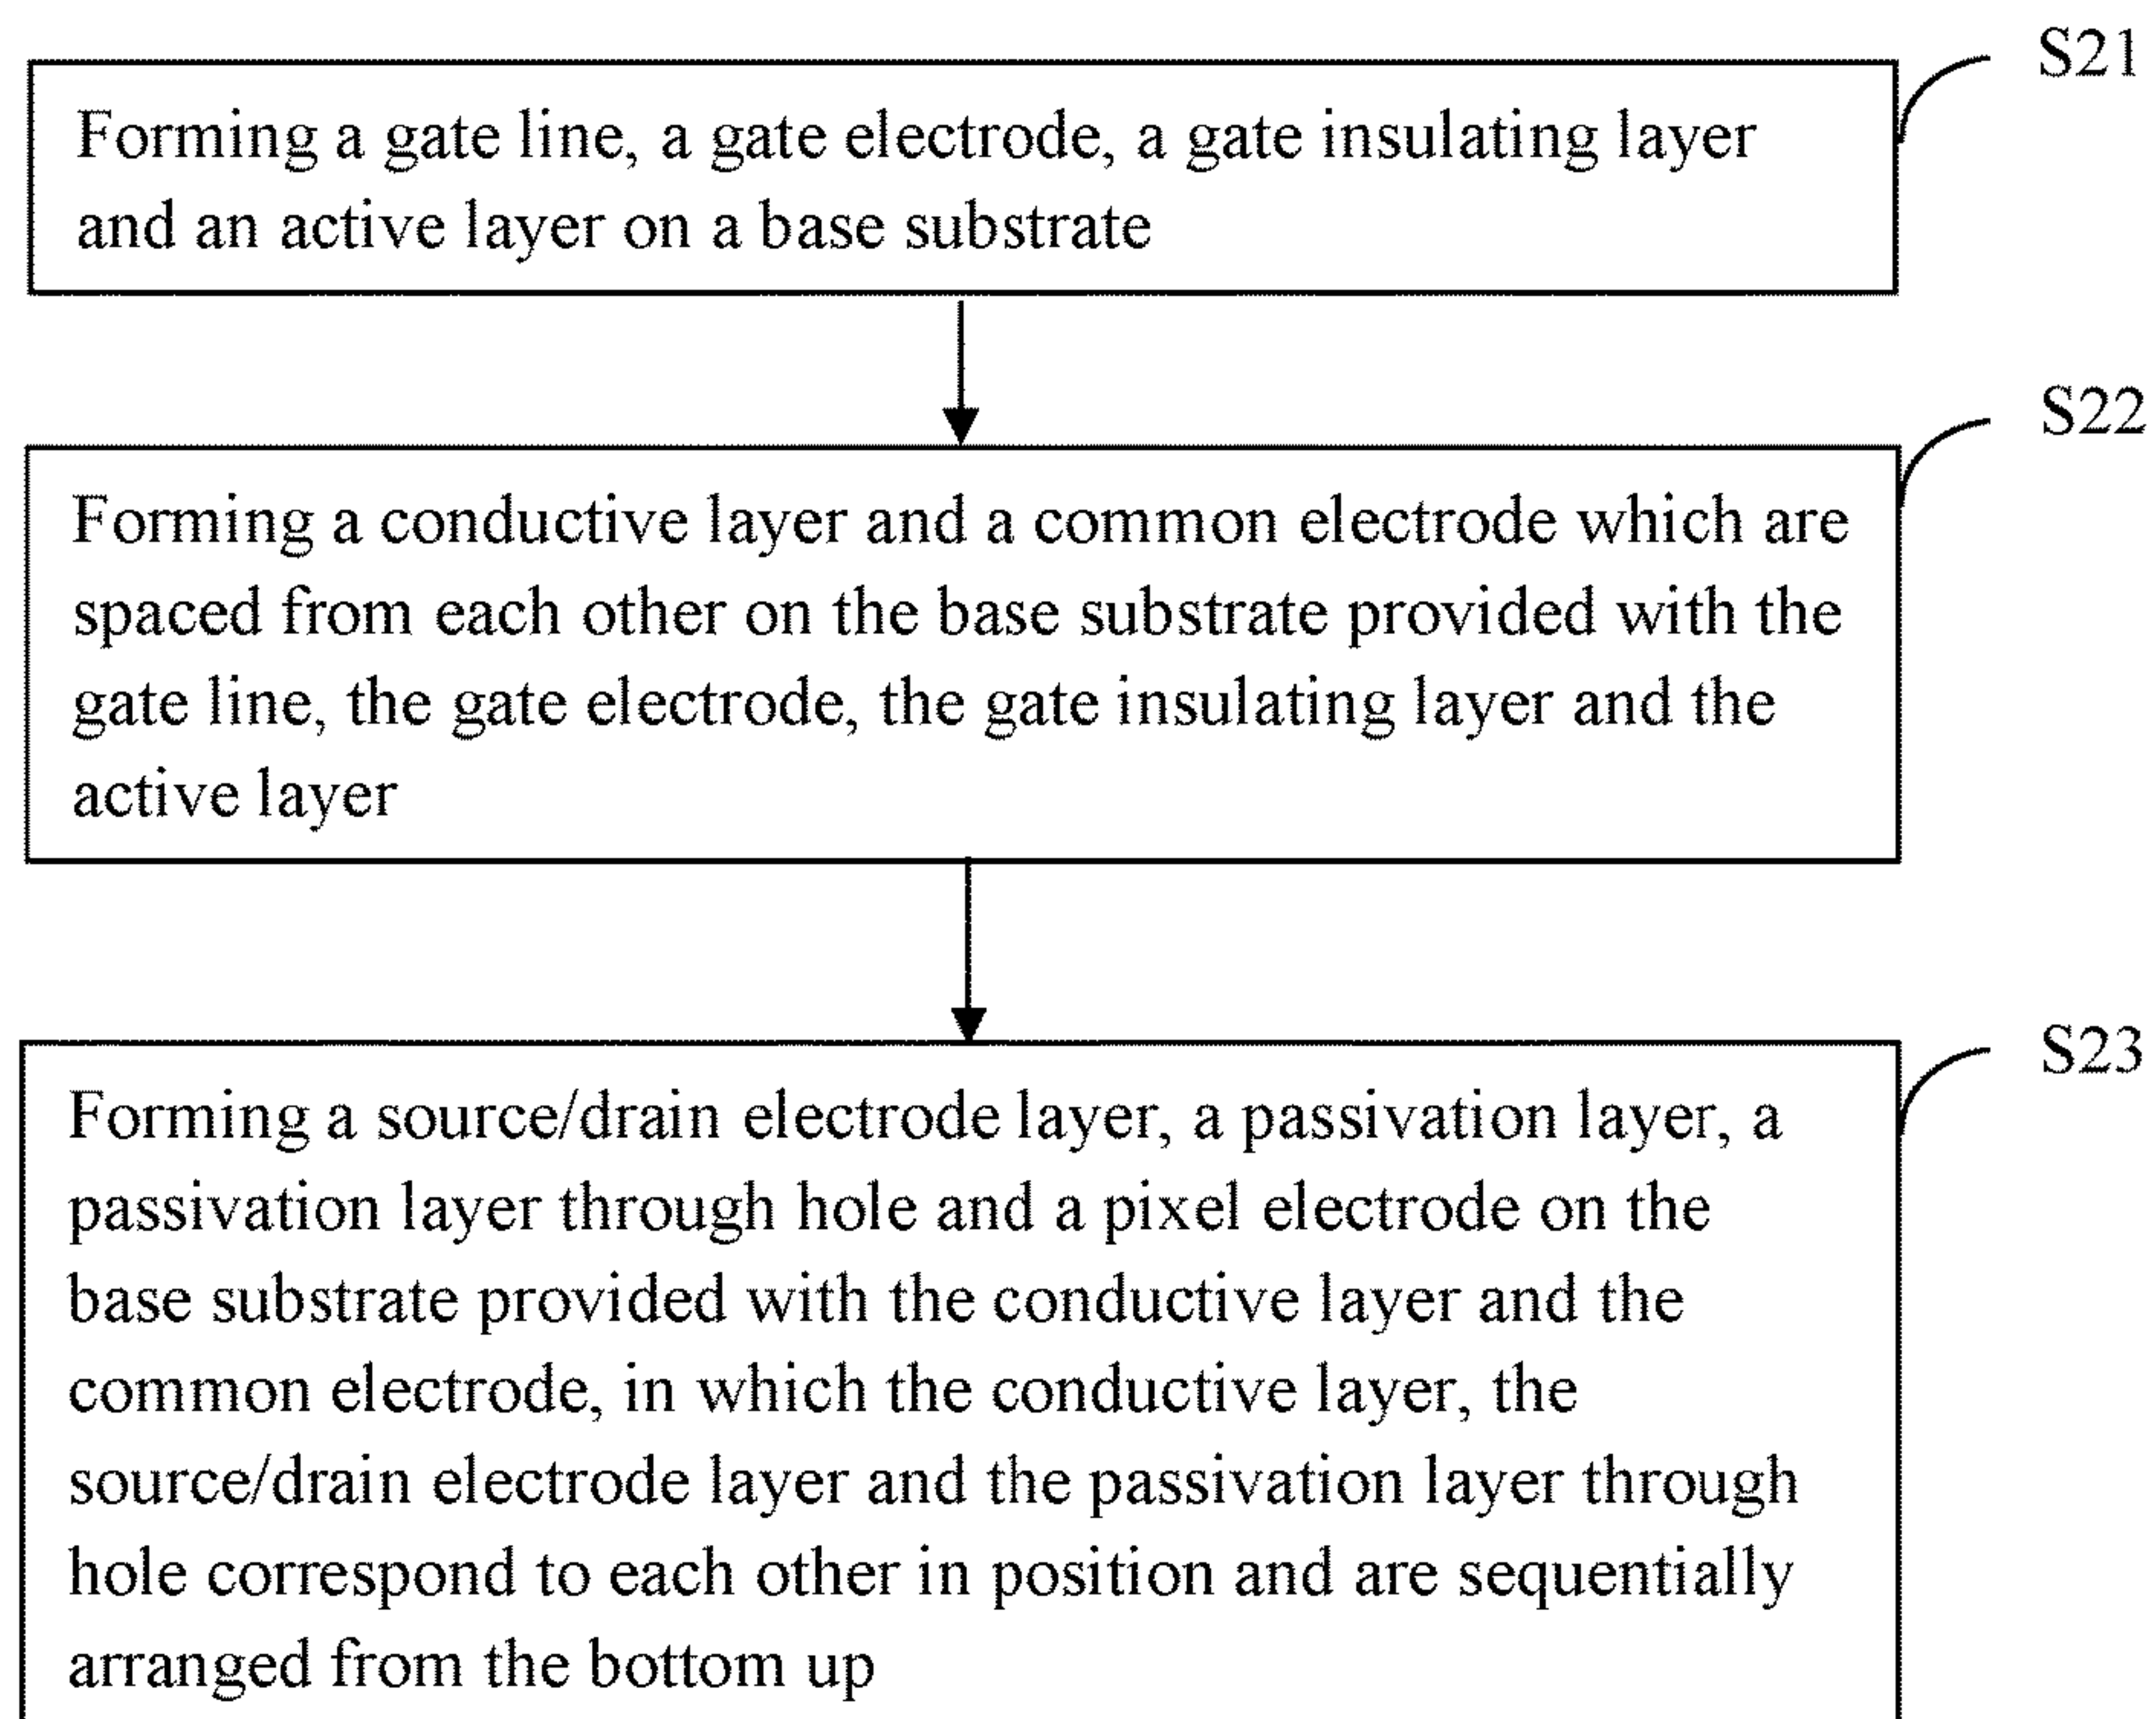 S21
Forming a gate line, a gate electrode, a gate insulating layer
and an active layer on a base substrate
S22
Forming a conductive layer and a common electrode which are
spaced from each other on the base substrate provided with the
gate line, the gate electrode, the gate insulating layer and the
active layer
S23
Forming a source/drain electrode layer, a passivation layer, a
passivation layer through hole and a pixel electrode on the
base substrate provided with the conductive layer and the
common electrode, in which the conductive layer, the
source/drain electrode layer and the passivation layer through
hole correspond to each other in position and are sequentially
arranged from the bottom up